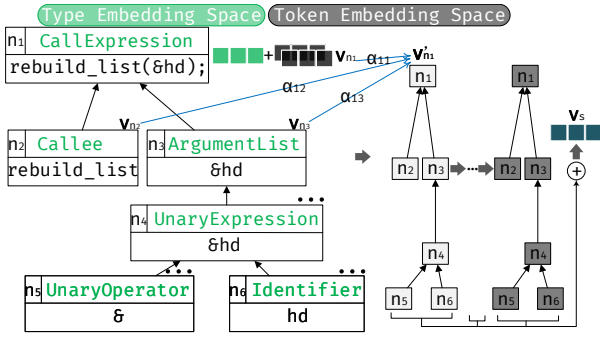 Type Embedding Space Token Embedding Space
n1 CallExpression
rebuild_list(&hd);
+ vn1 α11 v'n1
α12
α13
vn2 vn3
n2 Callee
rebuild_list
n3 ArgumentList
&hd
n4 UnaryExpression
&hd
n5 UnaryOperator
&
n6 Identifier
hd
n1 n1
vs
n2 n3 ... n2 n3
+
n4 n4
n5 n6 n5 n6